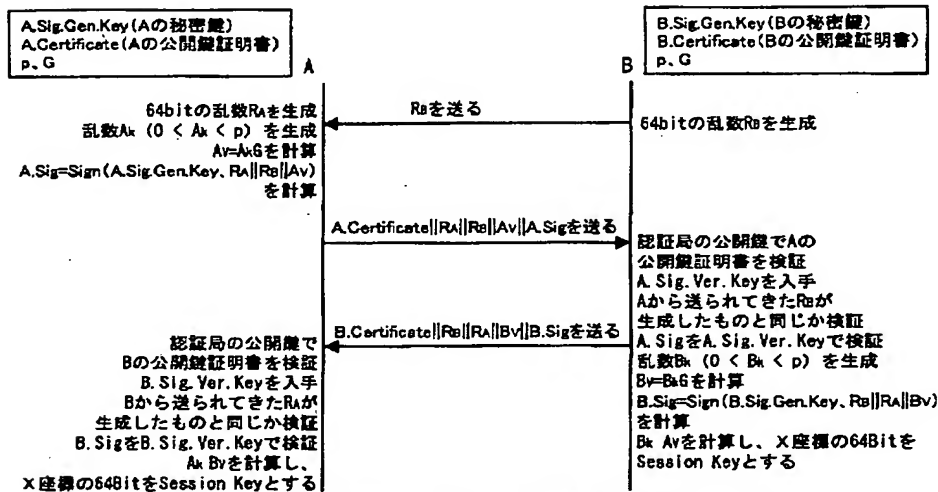 A.Sig.Gen.Key(Aの秘密鍵)
A.Certificate(Aの公開鍵証明書)
p、G
A
B.Sig.Gen.Key(Bの秘密鍵)
B.Certificate(Bの公開鍵証明書)
p、G
B
RBを送る
64bitの乱数RBを生成
64bitの乱数RAを生成
乱数Ak (0 < Ak < p) を生成
Av=AkGを計算
A.Sig=Sign(A.Sig.Gen.Key、RA||RB||Av)
を計算
A.Certificate||RA||RB||Av||A.Sigを送る
認証局の公開鍵でAの
公開鍵証明書を検証
A.Sig.Ver.Keyを入手
Aから送られてきたRBが
生成したものと同じか検証
A.SigをA.Sig.Ver.Keyで検証
乱数Bk (0 < Bk < p) を生成
Bv=BkGを計算
B.Sig=Sign(B.Sig.Gen.Key、RB||RA||Bv)
を計算
Bk Avを計算し、X座標の64Bitを
Session Keyとする
B.Certificate||RB||RA||BV||B.Sigを送る
認証局の公開鍵で
Bの公開鍵証明書を検証
B.Sig.Ver.Keyを入手
Bから送られてきたRAが
生成したものと同じか検証
B.SigをB.Sig.Ver.Keyで検証
Ak Bvを計算し、
X座標の64BitをSession Keyとする